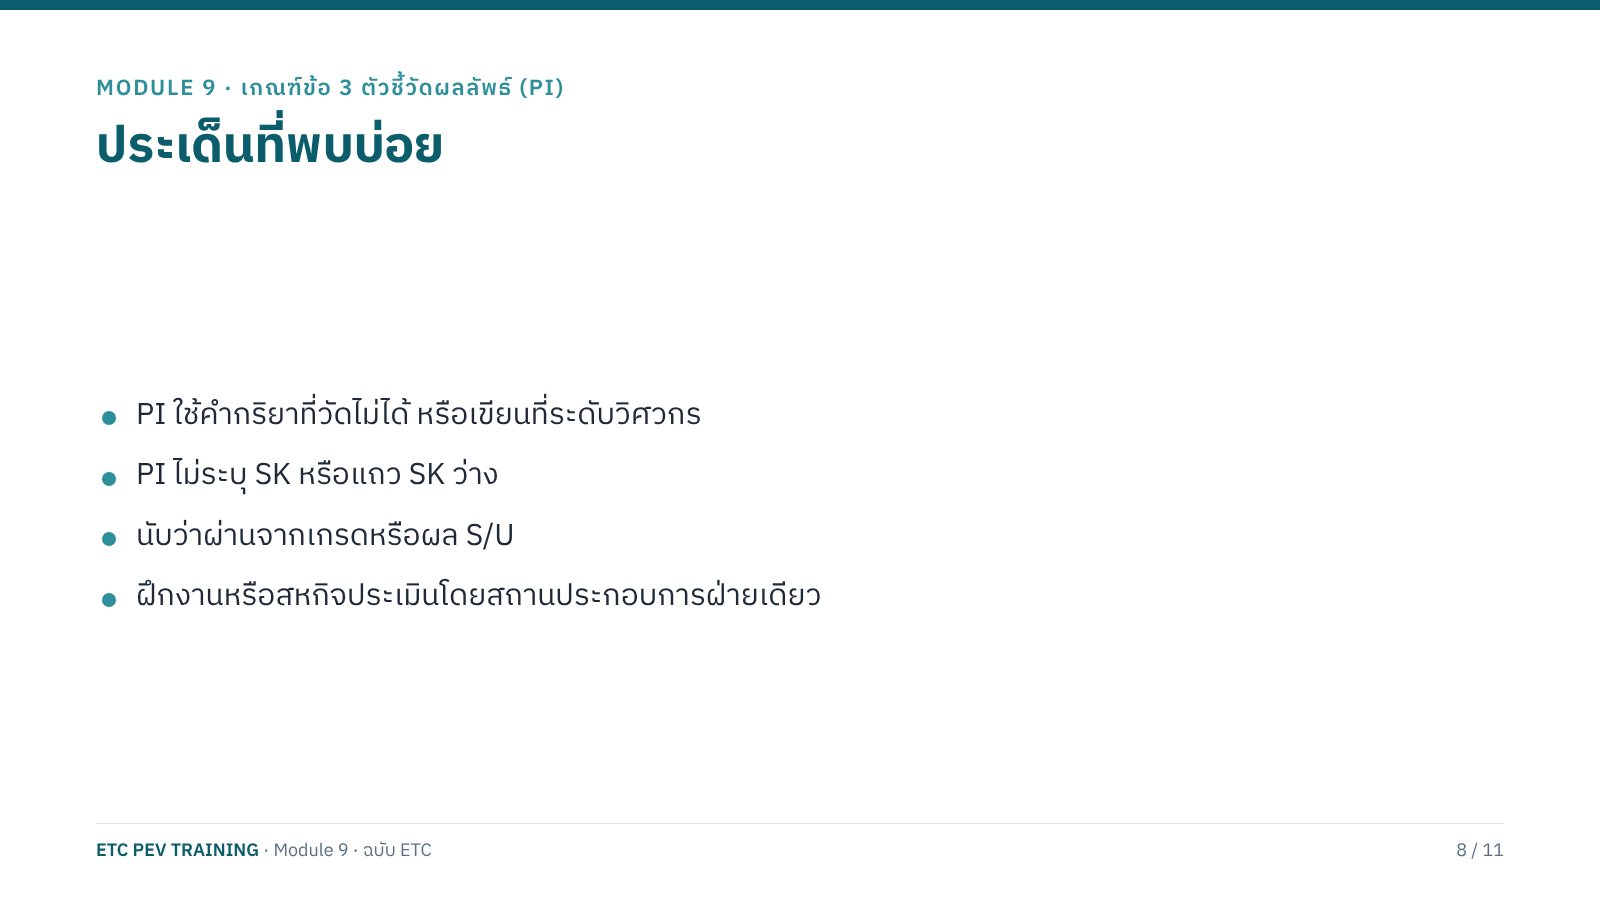 MODULE 9 · เกณฑ์ข้อ 3 ตัวชี้วัดผลลัพธ์ (PI)
ประเด็นที่พบบ่อย
● PI ใช้คำกริยาที่วัดไม่ได้ หรือเขียนที่ระดับวิศวกร
● PI ไม่ระบุ SK หรือแถว SK ว่าง
● นับว่าผ่านจากเกรดหรือผล S/U
● ฝึกงานหรือสหกิจประเมินโดยสถานประกอบการฝ่ายเดียว
ETC PEV TRAINING · Module 9 · ฉบับ ETC
8 / 11